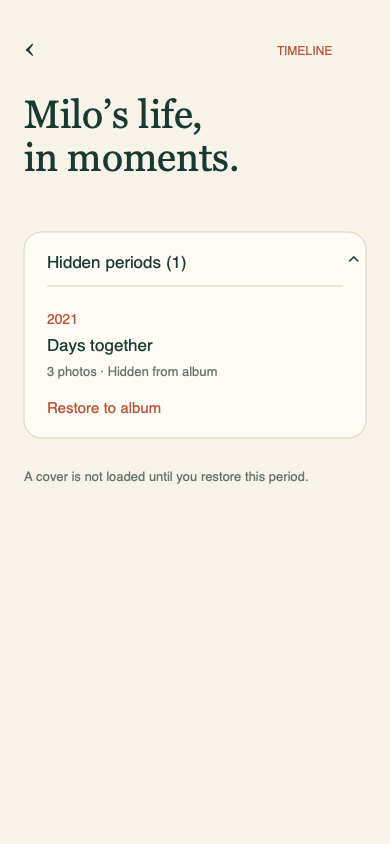 TIMELINE
Milo’s life,
in moments.
Hidden periods (1)
2021
Days together
3 photos · Hidden from album
Restore to album
A cover is not loaded until you restore this period.